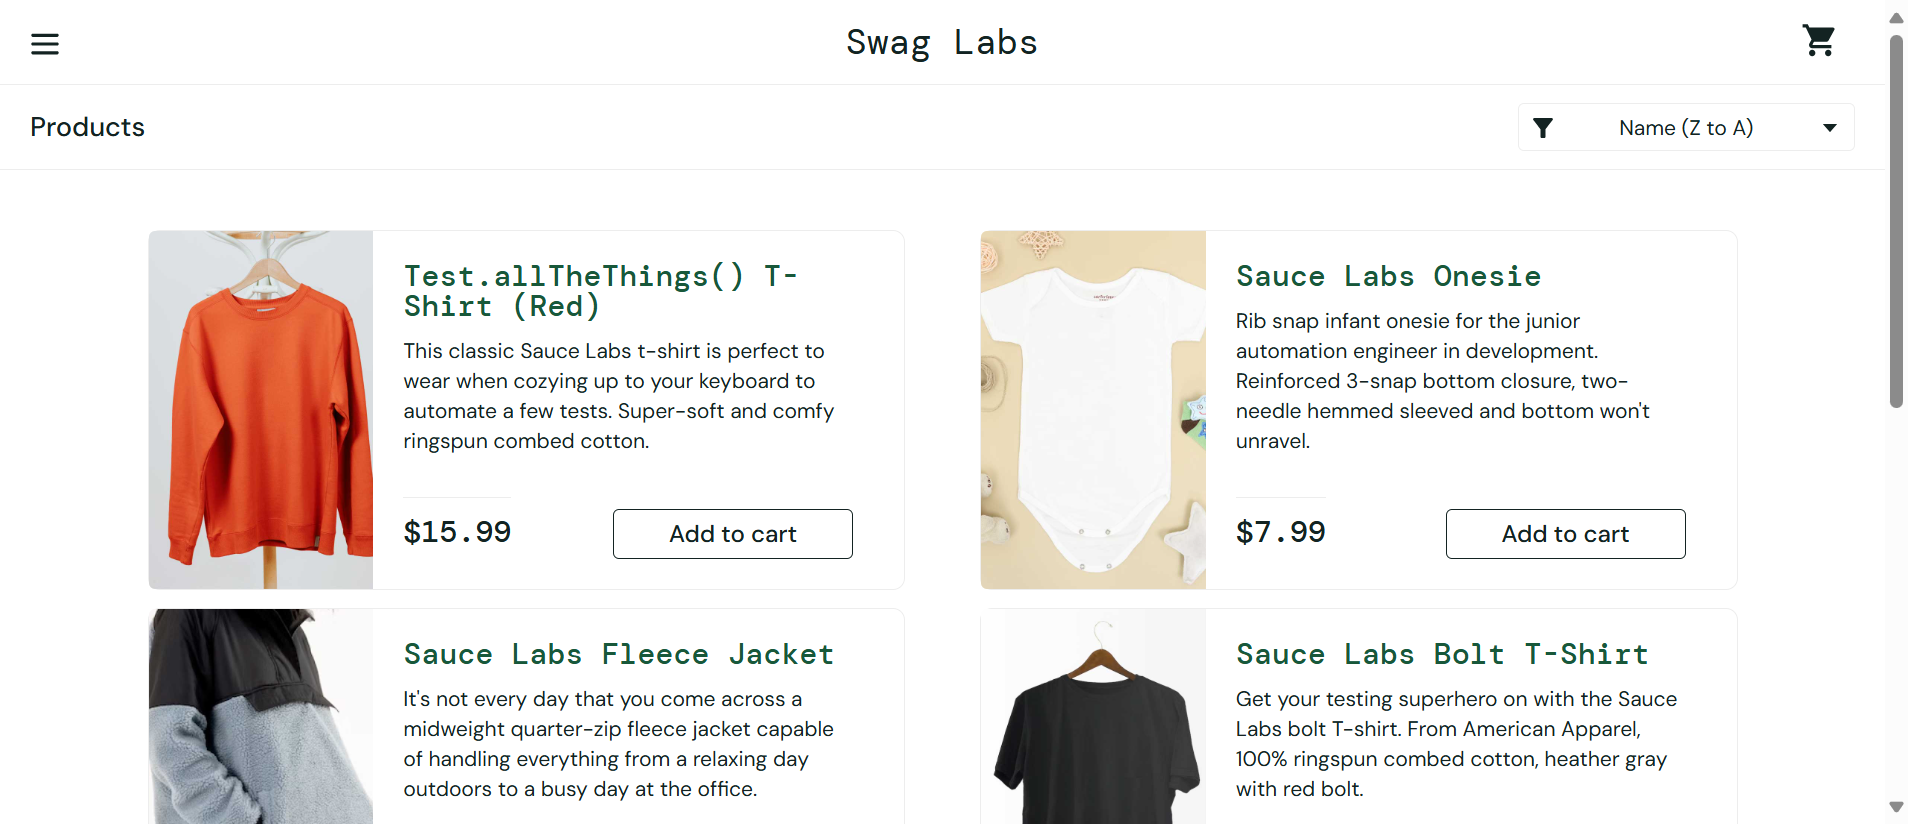 Swag Labs
Products
Name (Z to A)
Test.allTheThings() T-
Shirt (Red)
This classic Sauce Labs t-shirt is perfect to
wear when cozying up to your keyboard to
automate a few tests. Super-soft and comfy
ringspun combed cotton.
$15.99
Add to cart
Sauce Labs Onesie
Rib snap infant onesie for the junior
automation engineer in development.
Reinforced 3-snap bottom closure, two-
needle hemmed sleeved and bottom won't
unravel.
$7.99
Add to cart
Sauce Labs Fleece Jacket
It's not every day that you come across a
midweight quarter-zip fleece jacket capable
of handling everything from a relaxing day
outdoors to a busy day at the office.
Sauce Labs Bolt T-Shirt
Get your testing superhero on with the Sauce
Labs bolt T-shirt. From American Apparel,
100% ringspun combed cotton, heather gray
with red bolt.